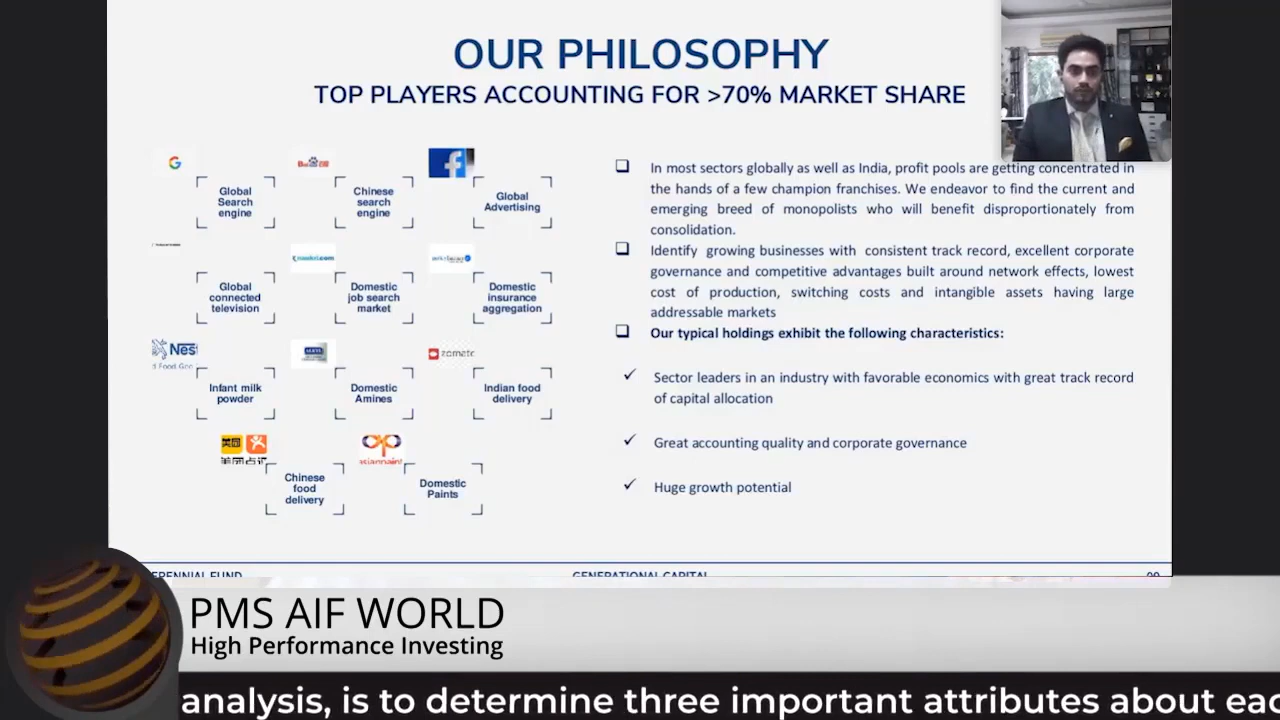 OUR PHILOSOPHY
TOP PLAYERS ACCOUNTING FOR >70% MARKET SHARE
G
f
Global
Search
engine
Chinese
search
engine
Global
Advertising
Global
connected
television
Domestic
job search
market
Domestic
insurance
aggregation
Nes
Infant milk
powder
Domestic
Amines
zomato
Indian food
delivery
美团
Chinese
food
delivery
asianpaint
Domestic
Paints
❑ In most sectors globally as well as India, profit pools are getting concentrated in
the hands of a few champion franchises. We endeavor to find the current and
emerging breed of monopolists who will benefit disproportionately from
consolidation.
❑ Identify growing businesses with consistent track record, excellent corporate
governance and competitive advantages built around network effects, lowest
cost of production, switching costs and intangible assets having large
addressable markets
❑ Our typical holdings exhibit the following characteristics:
✓ Sector leaders in an industry with favorable economics with great track record
of capital allocation
✓ Great accounting quality and corporate governance
✓ Huge growth potential
PERENNIAL FUND
GENERATIONAL CAPITAL
PMS AIF WORLD
High Performance Investing
analysis, is to determine three important attributes about eac